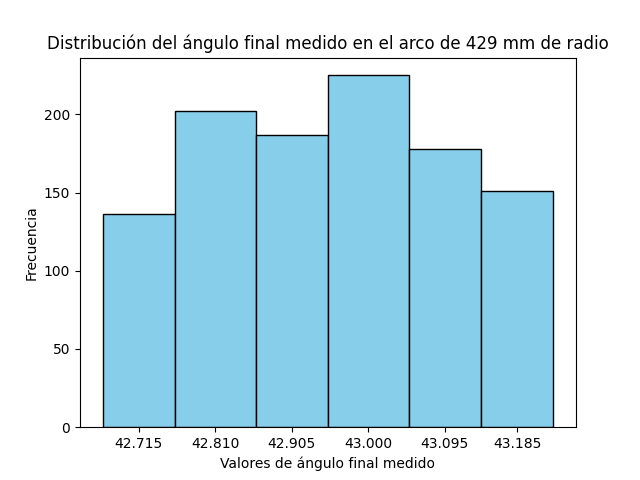 Distribución del ángulo final medido en el arco de 429 mm de radio
Frecuencia
200
150
100
50
0
42.715 42.810 42.905 43.000 43.095 43.185
Valores de ángulo final medido